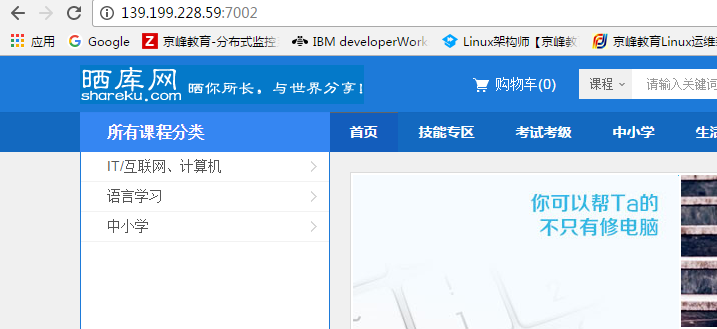 139.199.228.59:7002
应用 Google 京峰教育-分布式监控 IBM developerWork Linux架构师【京峰教 京峰教育Linux运维
晒库网 晒你所长，与世界分享！
shareku.com
购物车(0) 课程 请输入关键词
所有课程分类 首页 技能专区 考试考级 中小学 生活
IT/互联网、计算机
语言学习
中小学
你可以帮Ta的
不只有修电脑